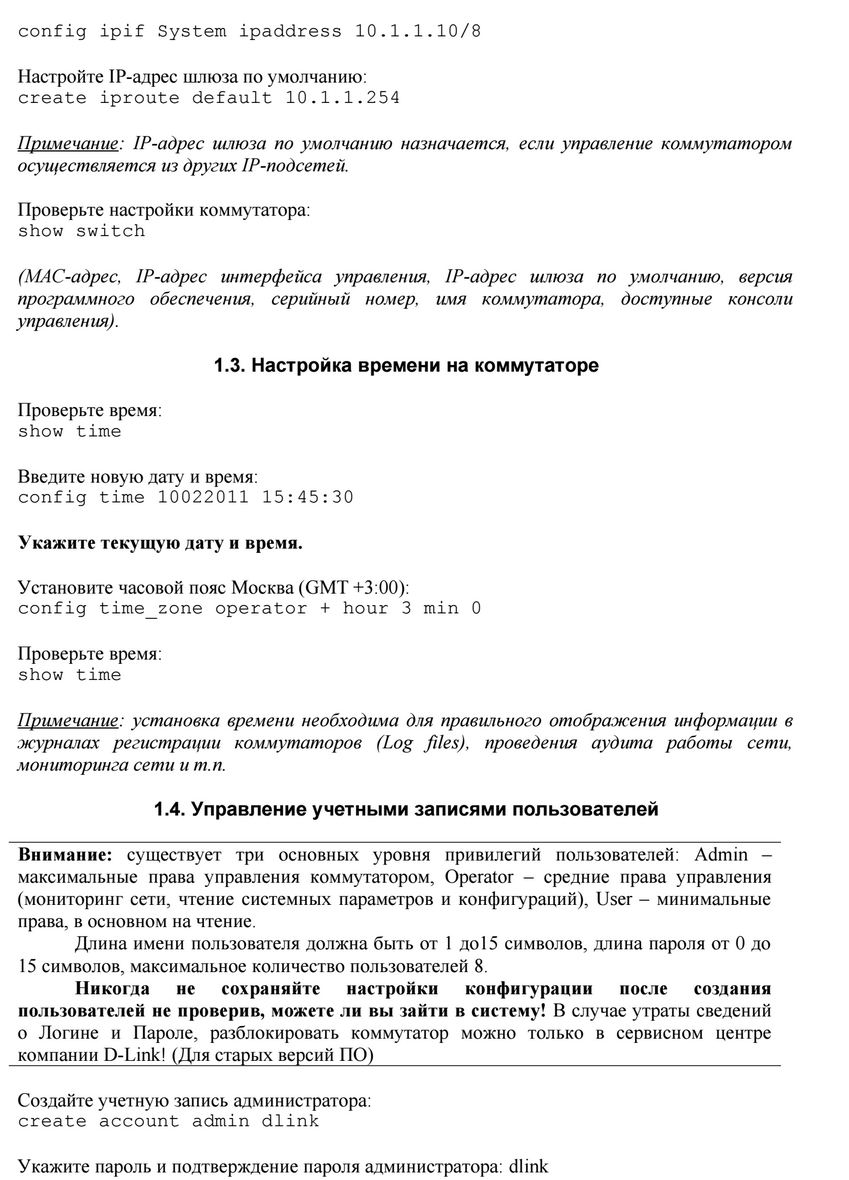 config ipif System ipaddress 10.1.1.10/8
Настройте IP-адрес шлюза по умолчанию:
create iproute default 10.1.1.254
Примечание: IP-адрес шлюза по умолчанию назначается, если управление коммутатором
осуществляется из других IP-подсетей.
Проверьте настройки коммутатора:
show switch
(MAC-адрес, IP-адрес интерфейса управления, IP-адрес шлюза по умолчанию, версия
программного обеспечения, серийный номер, имя коммутатора, доступные консоли
управления).
1.3. Настройка времени на коммутаторе
Проверьте время:
show time
Введите новую дату и время:
config time 10022011 15:45:30
Укажите текущую дату и время.
Установите часовой пояс Москва (GMT +3:00):
config time_zone operator + hour 3 min 0
Проверьте время:
show time
Примечание: установка времени необходима для правильного отображения информации в
журналах регистрации коммутаторов (Log files), проведения аудита работы сети,
мониторинга сети и т.п.
1.4. Управление учетными записями пользователей
Внимание: существует три основных уровня привилегий пользователей: Admin –
максимальные права управления коммутатором, Operator – средние права управления
(мониторинг сети, чтение системных параметров и конфигураций), User – минимальные
права, в основном на чтение.
Длина имени пользователя должна быть от 1 до15 символов, длина пароля от 0 до
15 символов, максимальное количество пользователей 8.
Никогда не сохраняйте настройки конфигурации после создания
пользователей не проверив, можете ли вы зайти в систему! В случае утраты сведений
о Логине и Пароле, разблокировать коммутатор можно только в сервисном центре
компании D-Link! (Для старых версий ПО)
Создайте учетную запись администратора:
create account admin dlink
Укажите пароль и подтверждение пароля администратора: dlink